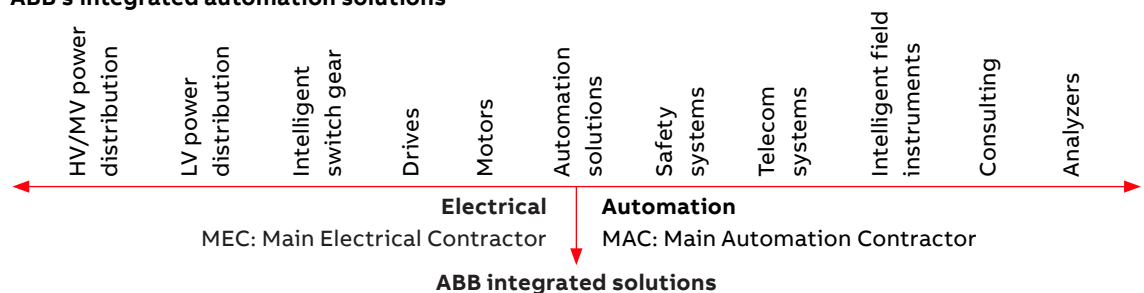 ABB's integrated automation solutions
HV/MV power
distribution
LV power
distribution
Intelligent
switch gear
Drives
Motors
Automation
solutions
Safety
systems
Telecom
systems
Intelligent field
instruments
Consulting
Analyzers
Electrical
MEC: Main Electrical Contractor
Automation
MAC: Main Automation Contractor
ABB integrated solutions